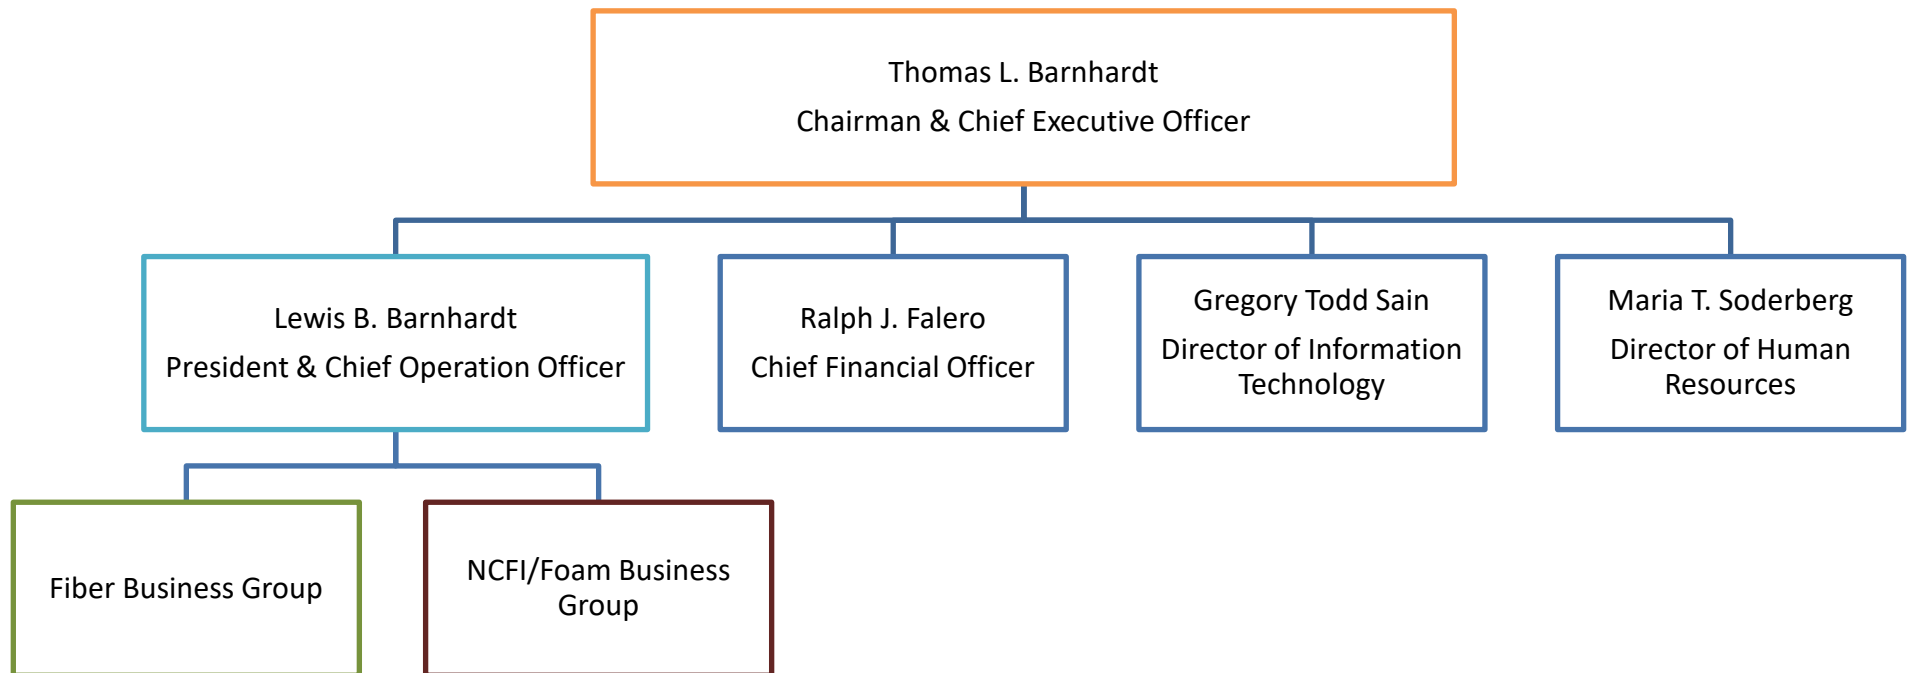 Thomas L. Barnhardt
Chairman & Chief Executive Officer
Lewis B. Barnhardt
President & Chief Operation Officer
Ralph J. Falero
Chief Financial Officer
Gregory Todd Sain
Director of Information
Technology
Maria T. Soderberg
Director of Human
Resources
Fiber Business Group
NCFI/Foam Business
Group